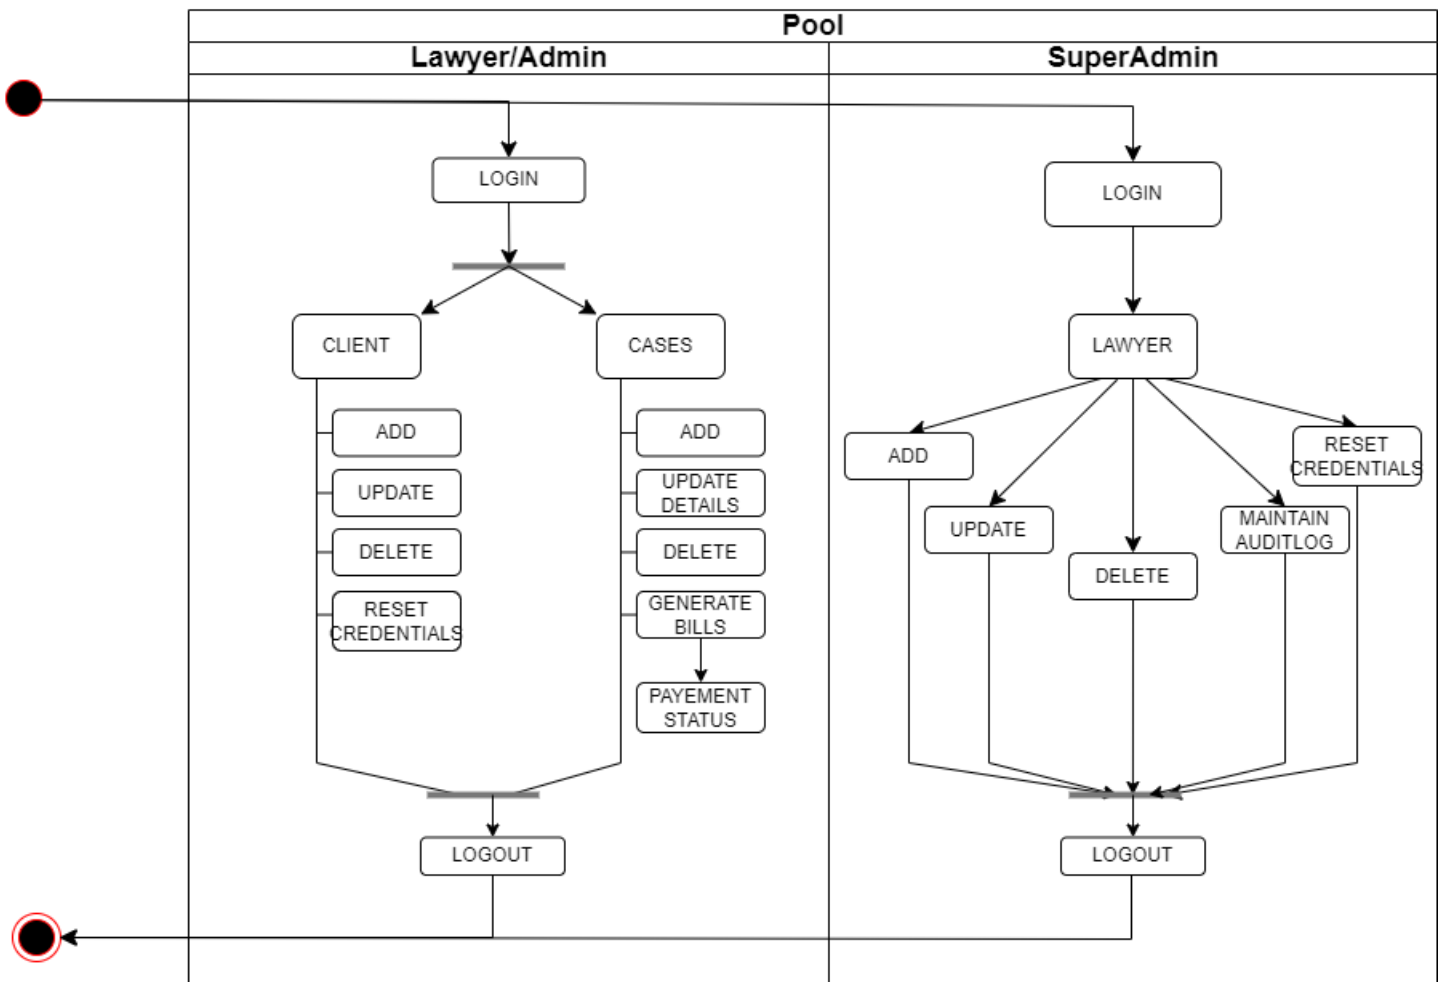 Pool
Lawyer/Admin
SuperAdmin
LOGIN
LOGIN
CLIENT
CASES
LAWYER
ADD
UPDATE
DELETE
RESET
CREDENTIALS
ADD
UPDATE
DETAILS
DELETE
GENERATE
BILLS
PAYEMENT
STATUS
ADD
UPDATE
DELETE
MAINTAIN
AUDITLOG
RESET
CREDENTIALS
LOGOUT
LOGOUT